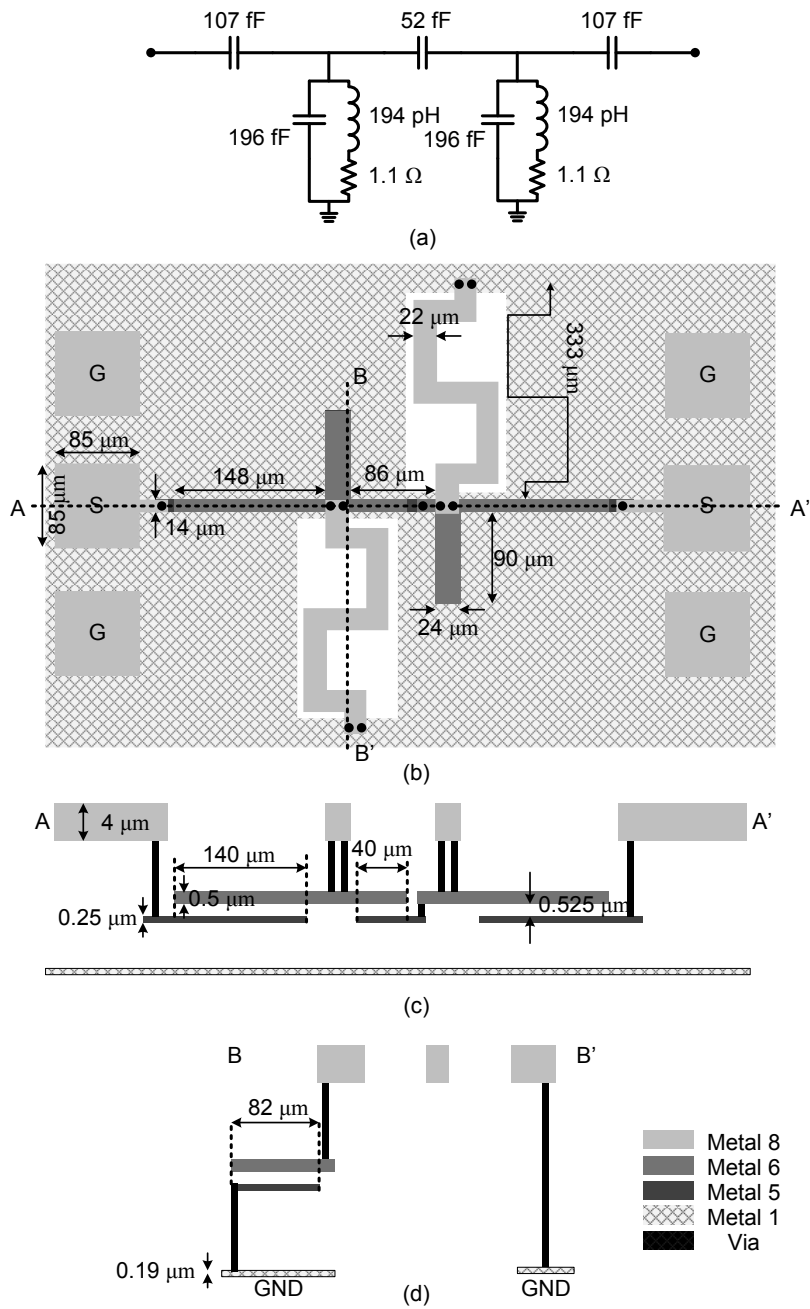 107 fF 52 fF 107 fF
194 pH 194 pH
196 fF 196 fF
1.1 Ω 1.1 Ω
(a)
22 μm
333 μm
G B G
85 μm
148 μm 86 μm
A S S A'
85 μm
14 μm
90 μm
24 μm
G G
B'
(b)
A A'
4 μm
140 μm 40 μm
0.5 μm 0.525 μm
0.25 μm
(c)
B B'
82 μm
Metal 8
Metal 6
Metal 5
Metal 1
Via
0.19 μm
GND GND
(d)